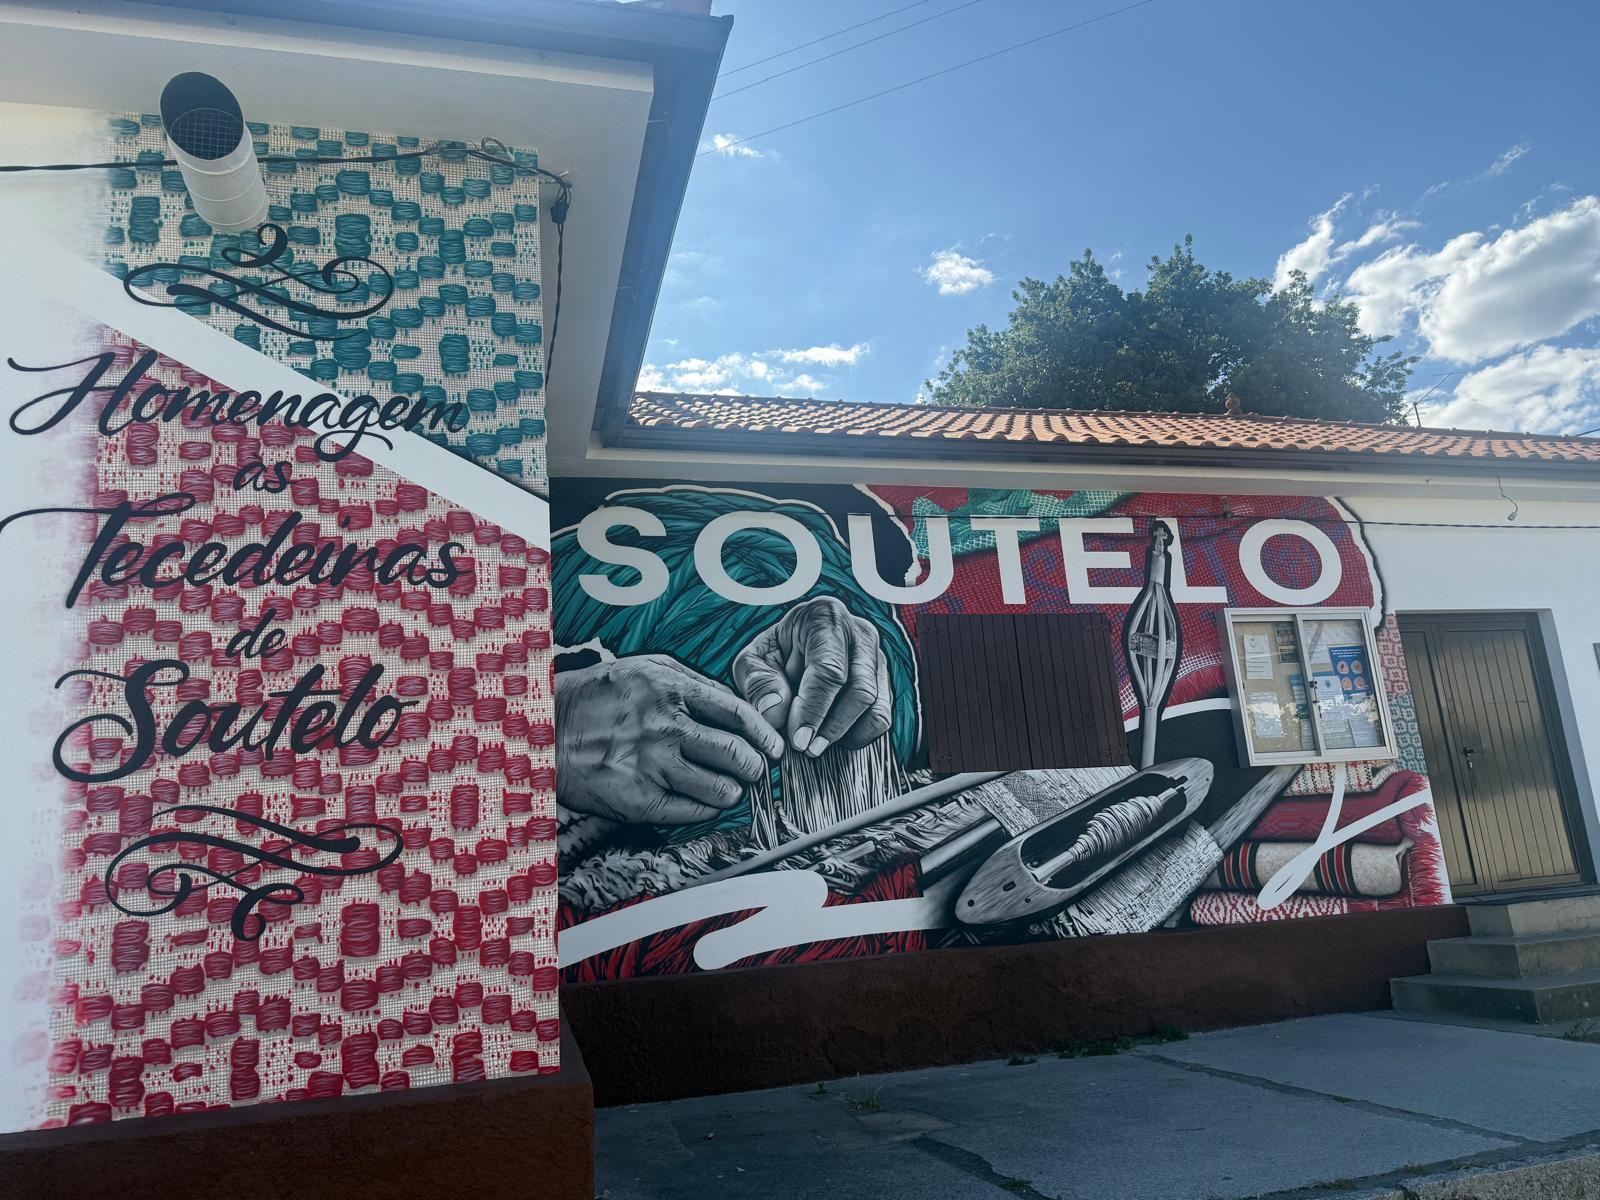 Homenagem
às
Tecedeiras
de
Soutelo
SOUTELO